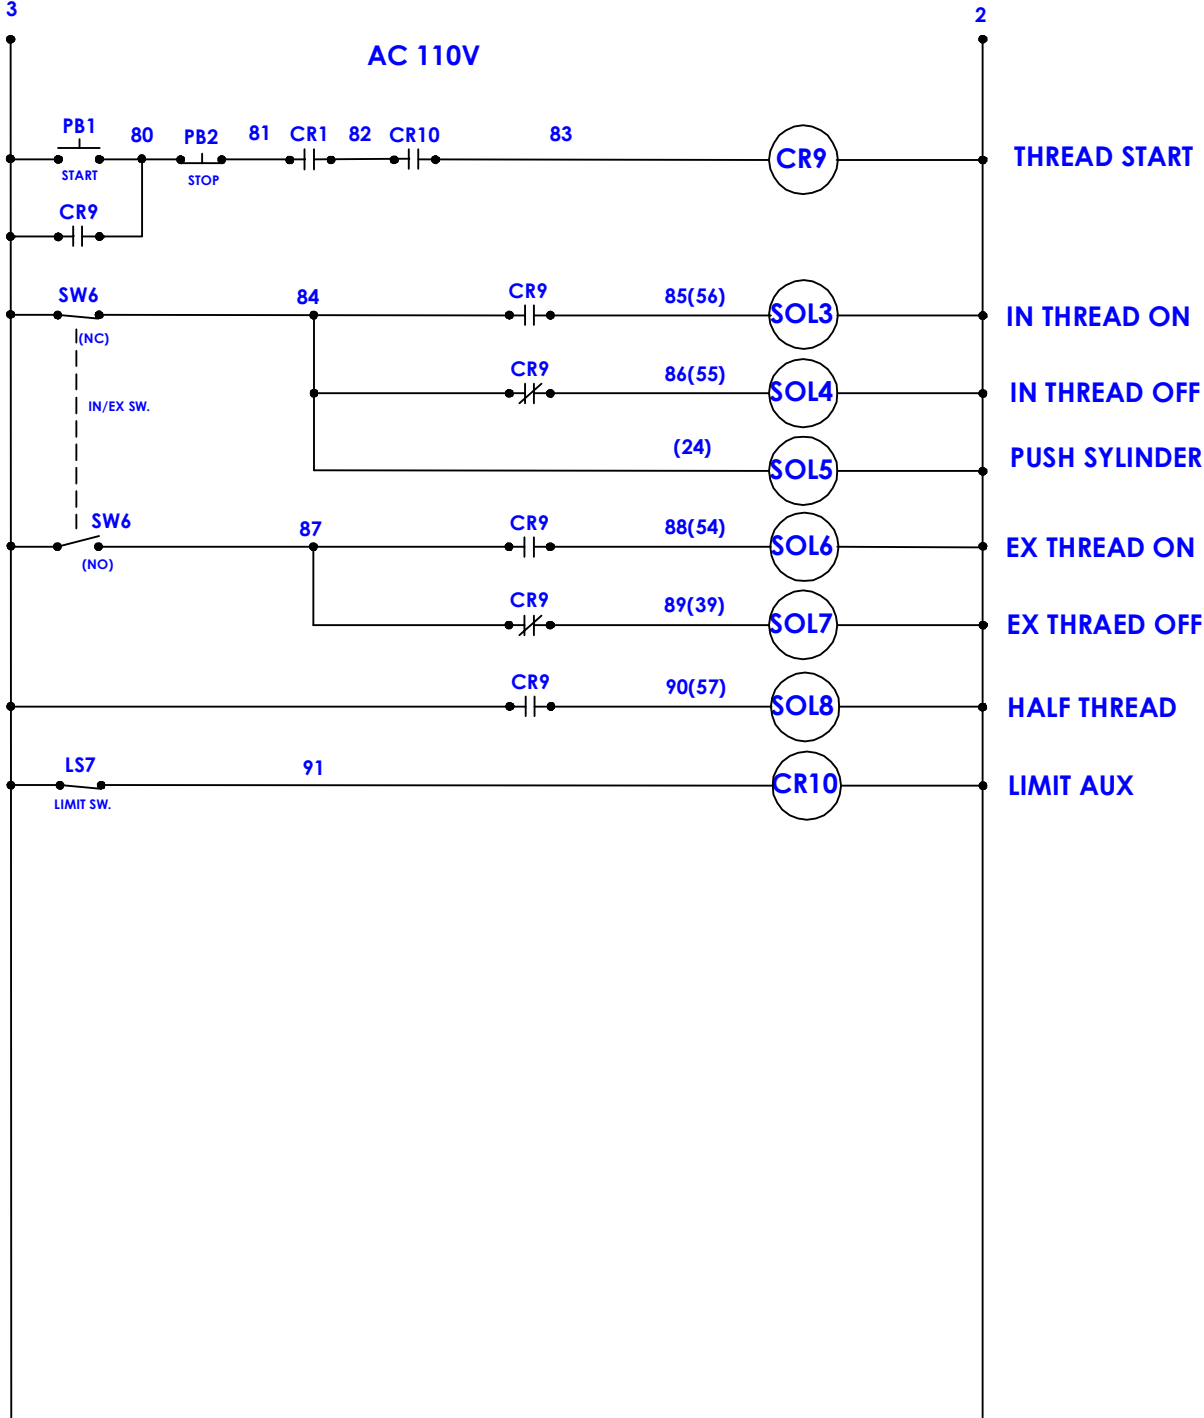 3
2
AC 110V
PB1
80
PB2
81
CR1
82
CR10
83
CR9
THREAD START
START
STOP
CR9
SW6
84
CR9
85(56)
SOL3
IN THREAD ON
(NC)
CR9
86(55)
SOL4
IN THREAD OFF
IN/EX SW.
(24)
SOL5
PUSH SYLINDER
SW6
87
CR9
88(54)
SOL6
EX THREAD ON
(NO)
CR9
89(39)
SOL7
EX THRAED OFF
CR9
90(57)
SOL8
HALF THREAD
LS7
91
CR10
LIMIT AUX
LIMIT SW.